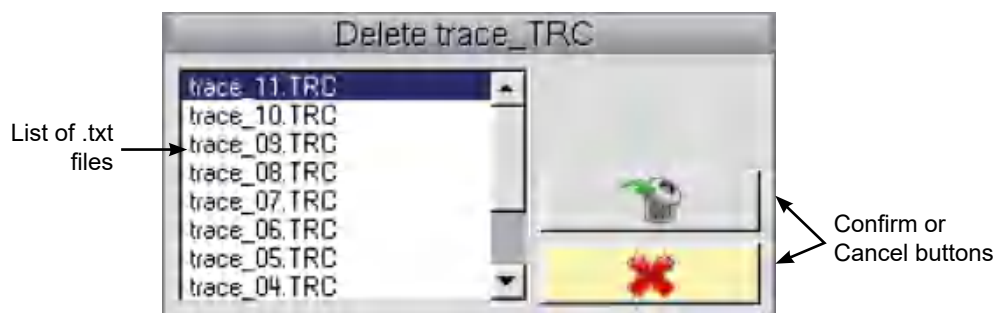 Delete trace_TRC
trace_11.TRC
trace_10.TRC
trace_09.TRC
trace_08.TRC
trace_07.TRC
trace_06.TRC
trace_05.TRC
trace_04.TRC
List of .txt
files
Confirm or
Cancel buttons